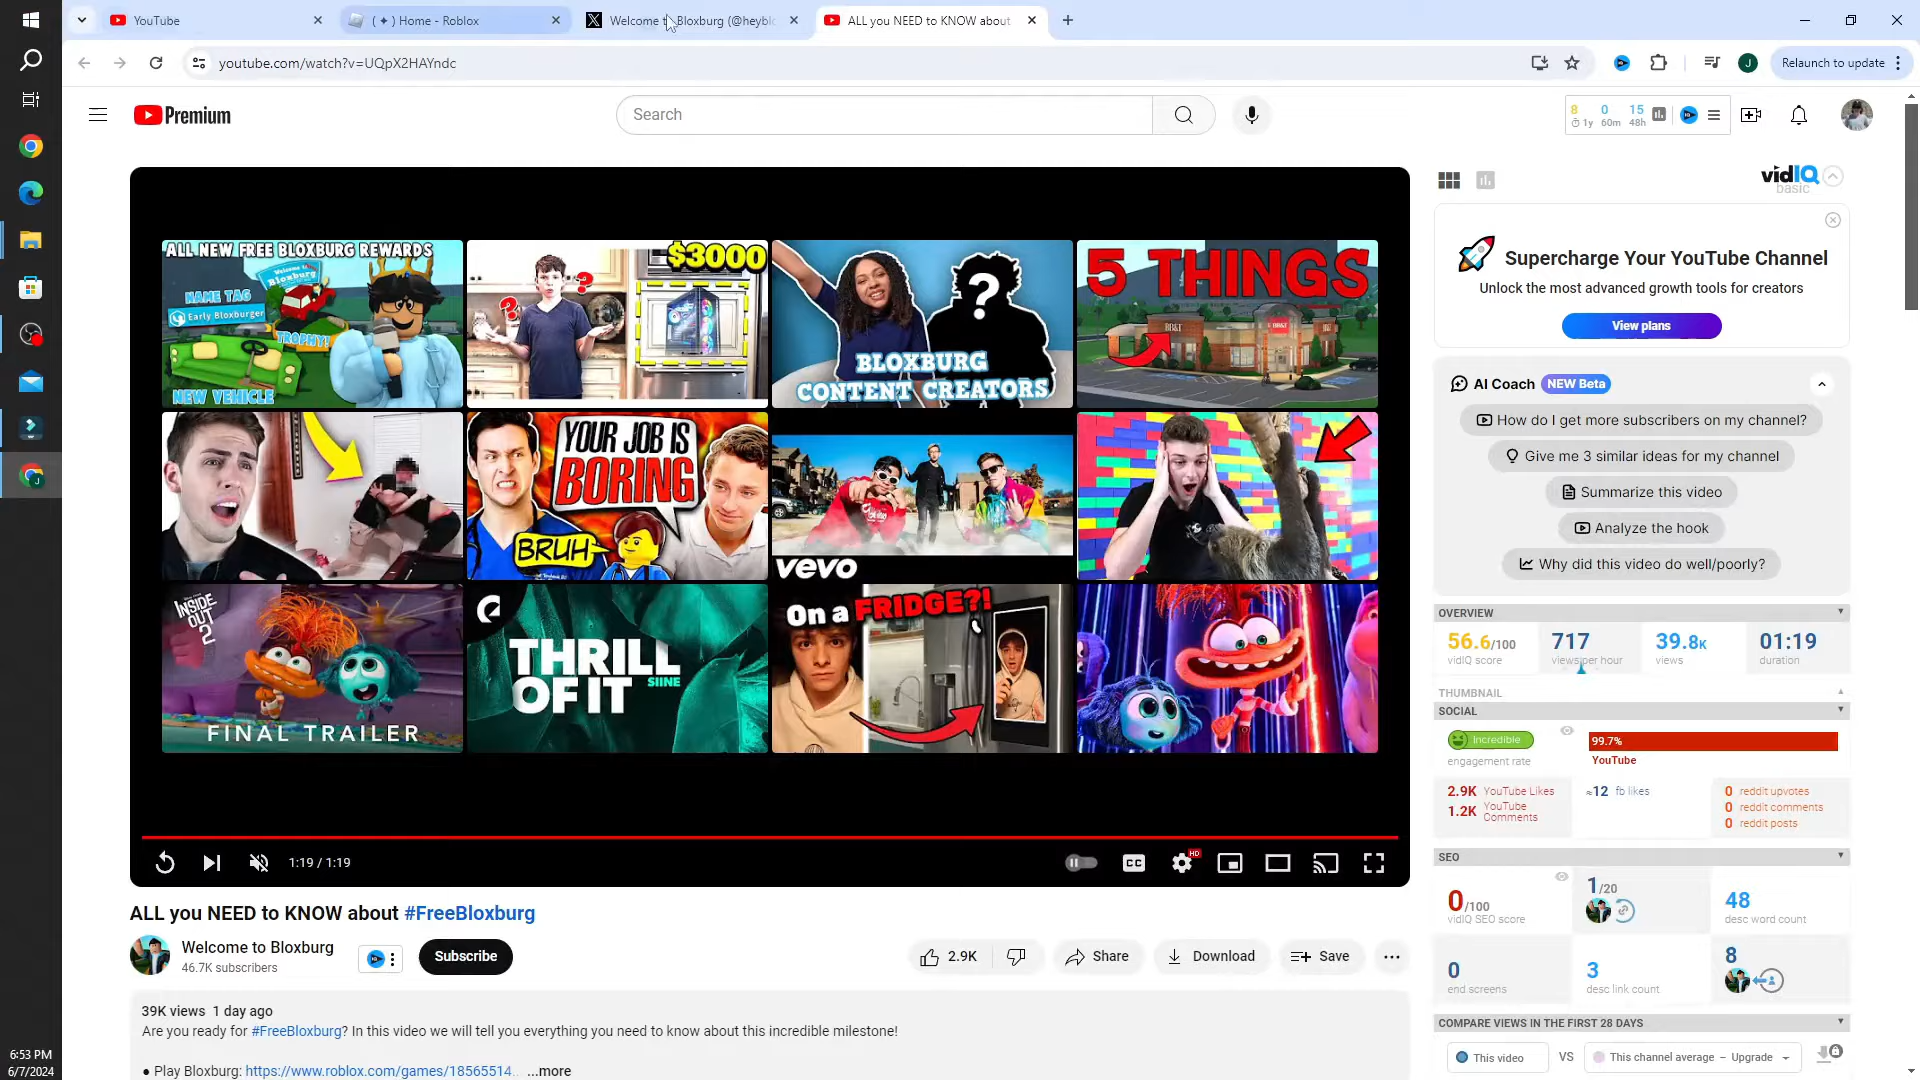 YouTube
( ✦ ) Home - Roblox
Welcome t Bloxburg (@heyblo
ALL you NEED to KNOW about
youtube.com/watch?v=UQpX2HAYndc
Relaunch to update
Premium
Search
8 0 15
1y 60m 48h
ALL NEW FREE BLOXBURG REWARDS
Welcome to
Bloxburg
NAME TAG
Early Bloxburger
TROPHY!
NEW VEHICLE
$3000
? ?
?
BLOXBURG
CONTENT CREATORS
5 THINGS
BB&T
YOUR JOB IS
BORING
BRUH
vevo
INSIDE
OUT
2
FINAL TRAILER
THRILL
OF IT
SIINE
On a FRIDGE?!
1:19 / 1:19
CC
HD
ALL you NEED to KNOW about #FreeBloxburg
Welcome to Bloxburg
46.7K subscribers
Subscribe
2.9K
Share
Download
Save
39K views 1 day ago
Are you ready for #FreeBloxburg? In this video we will tell you everything you need to know about this incredible milestone!
● Play Bloxburg: https://www.roblox.com/games/18565514... ...more
vidIQ
basic
Supercharge Your YouTube Channel
Unlock the most advanced growth tools for creators
View plans
AI Coach NEW Beta
How do I get more subscribers on my channel?
Give me 3 similar ideas for my channel
Summarize this video
Analyze the hook
Why did this video do well/poorly?
OVERVIEW
56.6/100 717 39.8K 01:19
vidIQ score views per hour views duration
THUMBNAIL
SOCIAL
Incredible
engagement rate
99.7%
YouTube
2.9K YouTube Likes
1.2K YouTube Comments
≈12 fb likes
0 reddit upvotes
0 reddit comments
0 reddit posts
SEO
0/100
vidIQ SEO score
1/20
48
desc word count
0
end screens
3
desc link count
8
COMPARE VIEWS IN THE FIRST 28 DAYS
This video VS This channel average – Upgrade
6:53 PM
6/7/2024